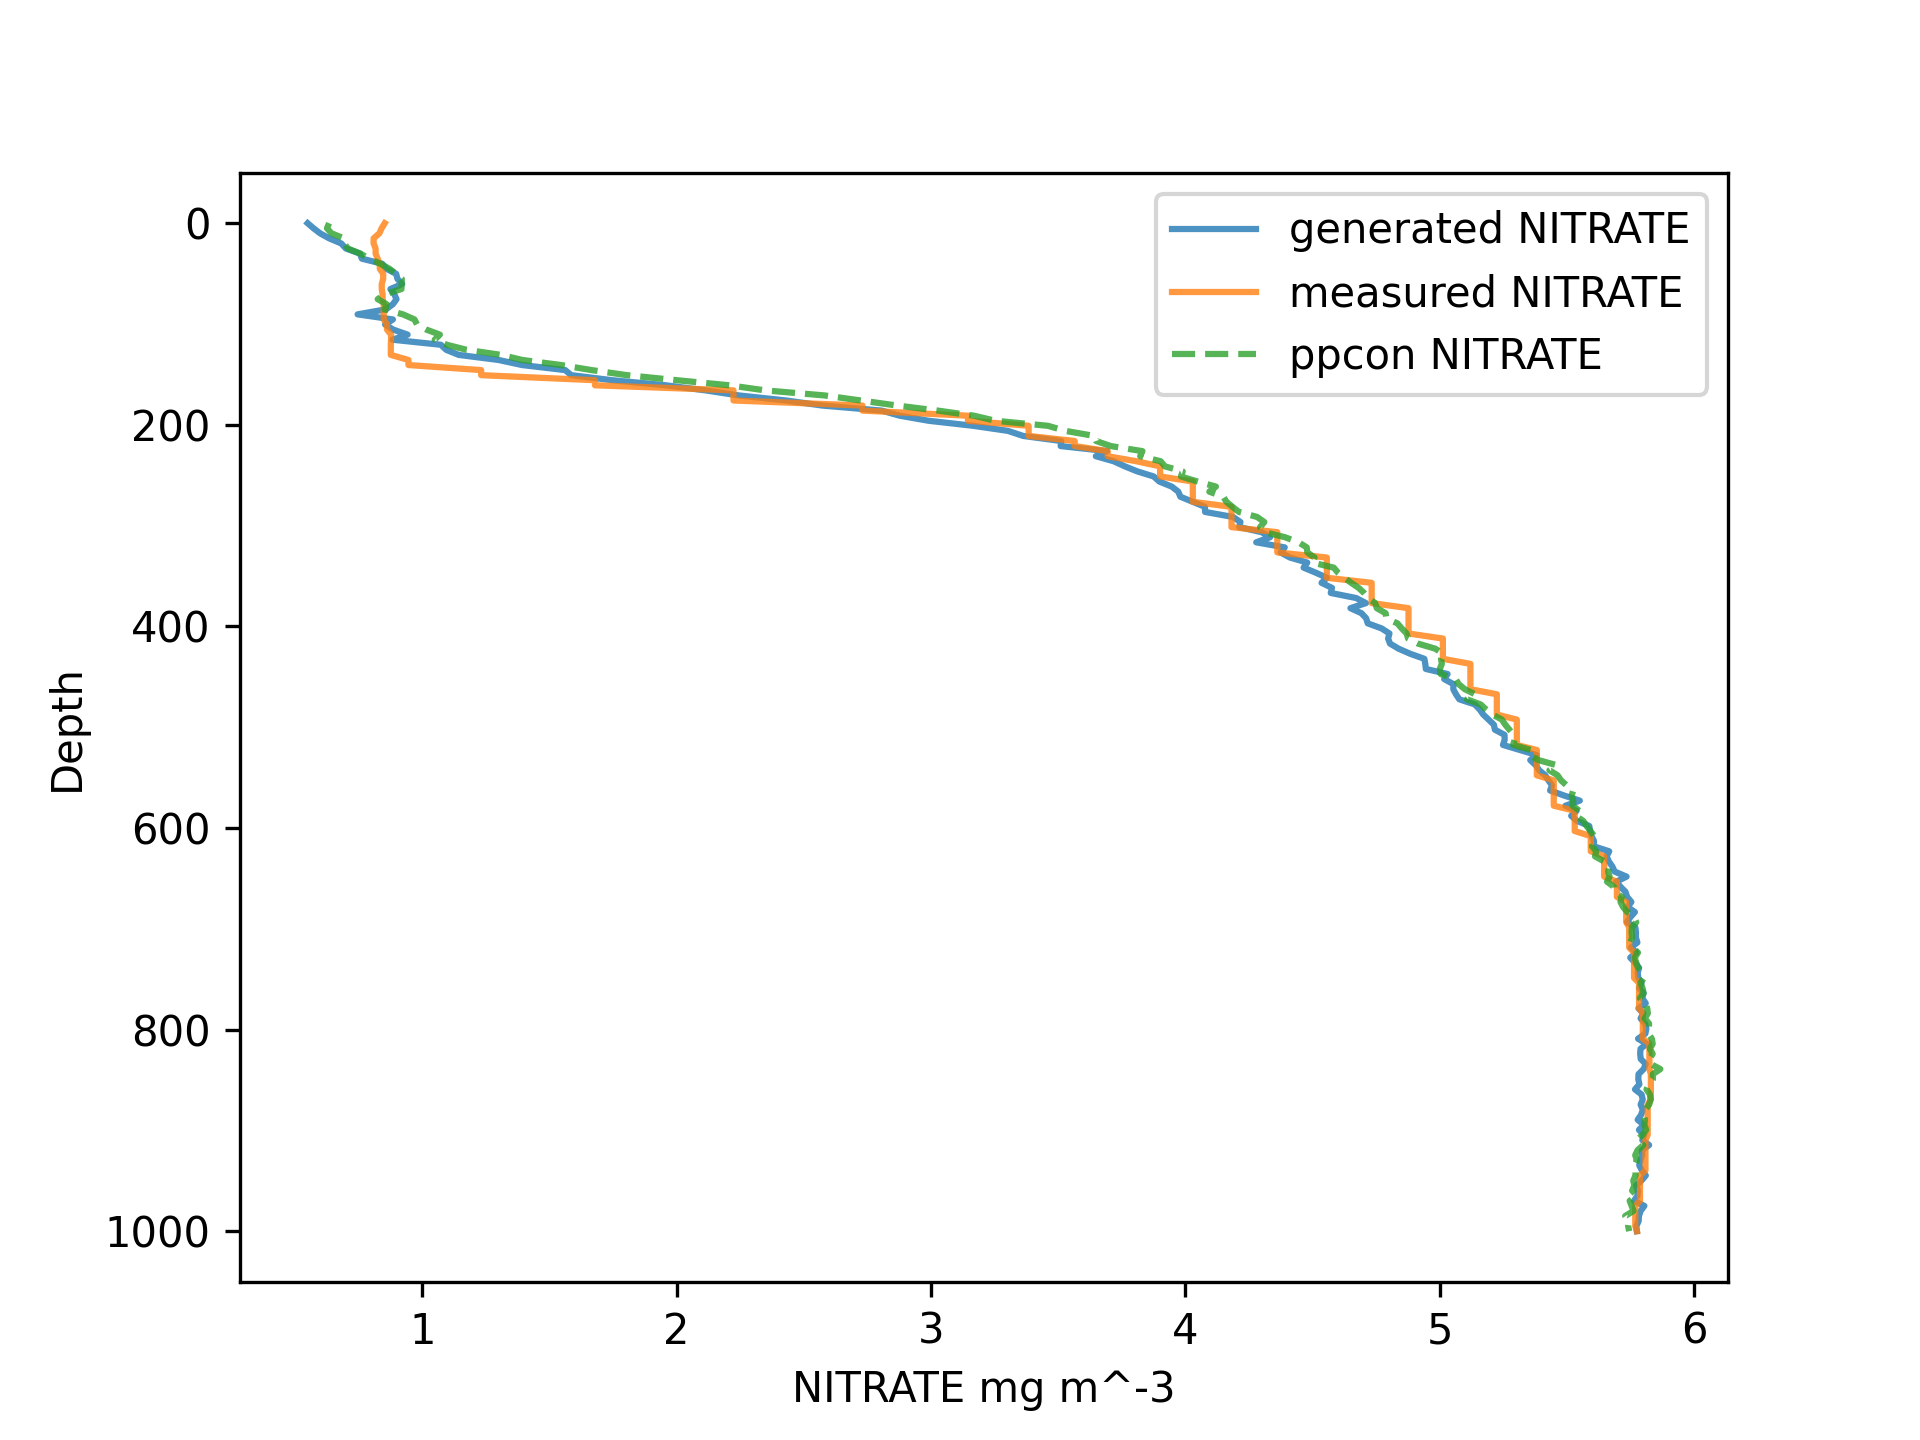 generated NITRATE
measured NITRATE
ppcon NITRATE
0
200
400
600
800
1000
Depth
1 2 3 4 5 6
NITRATE mg m^-3